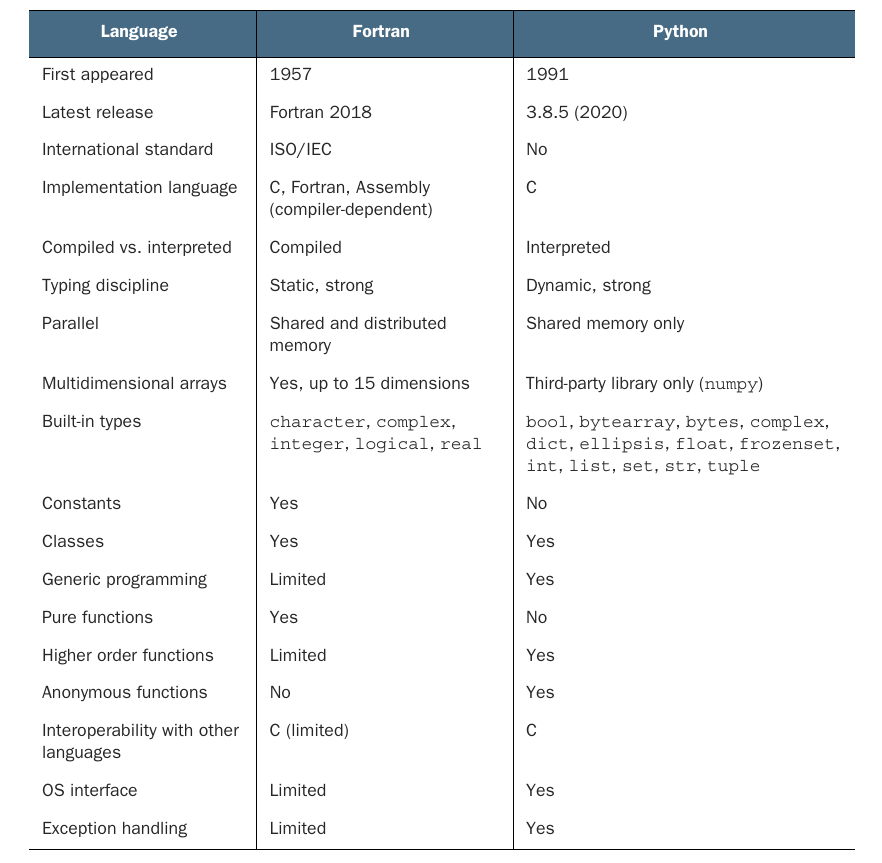 Language Fortran Python
First appeared 1957 1991
Latest release Fortran 2018 3.8.5 (2020)
International standard ISO/IEC No
Implementation language C, Fortran, Assembly C
(compiler-dependent)
Compiled vs. interpreted Compiled Interpreted
Typing discipline Static, strong Dynamic, strong
Parallel Shared and distributed Shared memory only
memory
Multidimensional arrays Yes, up to 15 dimensions Third-party library only (numpy)
Built-in types character, complex, bool, bytearray, bytes, complex,
integer, logical, real dict, ellipsis, float, frozenset,
int, list, set, str, tuple
Constants Yes No
Classes Yes Yes
Generic programming Limited Yes
Pure functions Yes No
Higher order functions Limited Yes
Anonymous functions No Yes
Interoperability with other C (limited) C
languages
OS interface Limited Yes
Exception handling Limited Yes